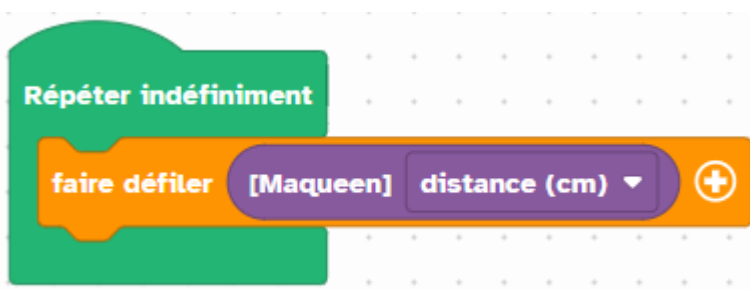 Répéter indéfiniment
faire défiler [Maqueen] distance (cm)